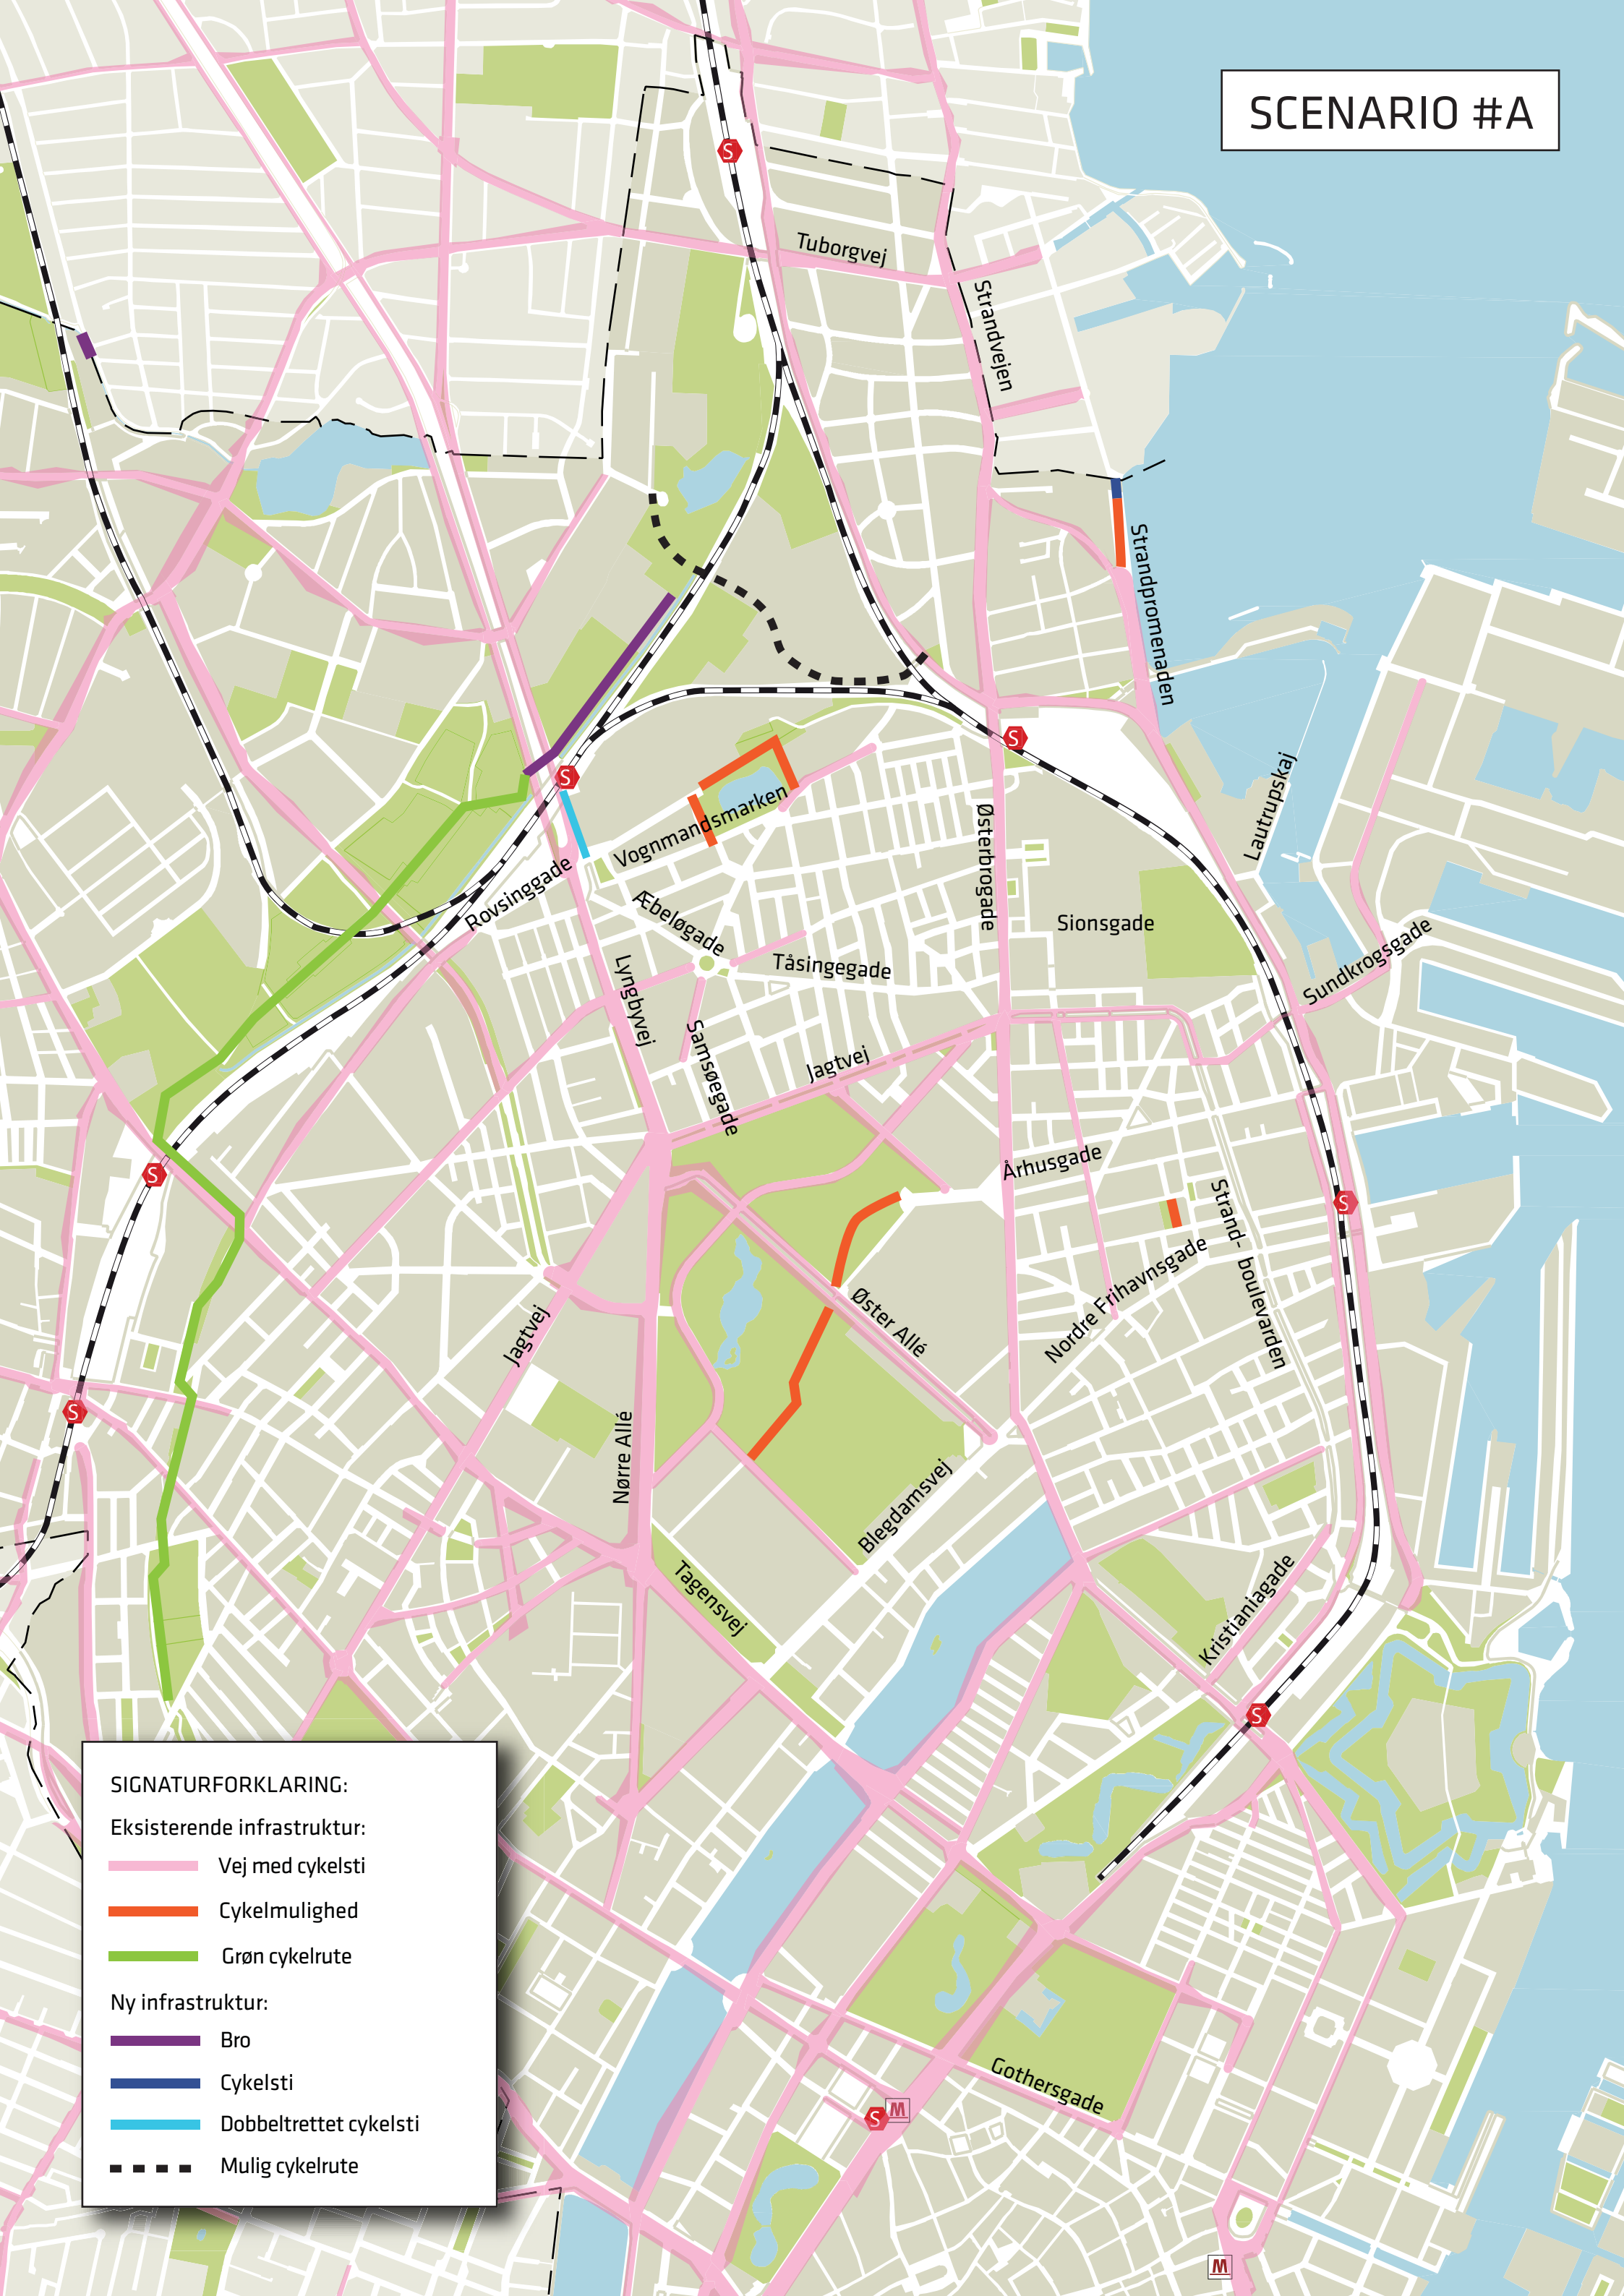 SCENARIO #A
S
Tuborgvej
Strandvejen
Strandpromenaden
S
S
Lautrupskaj
Vognmandsmarken
Østerbrogade
Rovsinggade
Æbeløgade
Sionsgade
Tåsingegade
Sundkrogsgade
Lyngbyvej
Samsøegade
Jagtvej
Århusgade
S
S
Strand- boulevarden
Nordre Frihavnsgade
Øster Allé
Jagtvej
S
Nørre Allé
Blegdamsvej
Tagensvej
Kristianiagade
S
SIGNATURFORKLARING:
Eksisterende infrastruktur:
Vej med cykelsti
Cykelmulighed
Grøn cykelrute
Ny infrastruktur:
Bro
Cykelsti
Dobbeltrettet cykelsti
Mulig cykelrute
Gothersgade
S M
M